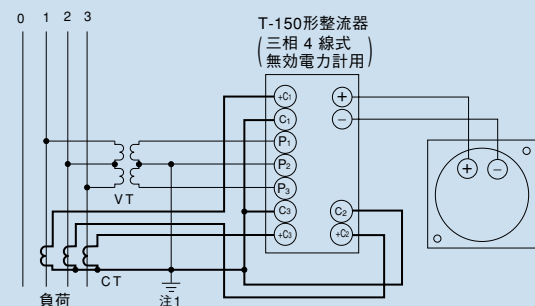 0 1 2 3
T-150形整流器
(三相 4 線式
無効電力計用)
+C1
C1
P1
P2
P3
C3
+C3
+
−
C2
+C2
+ −
VT
CT
負荷
注1